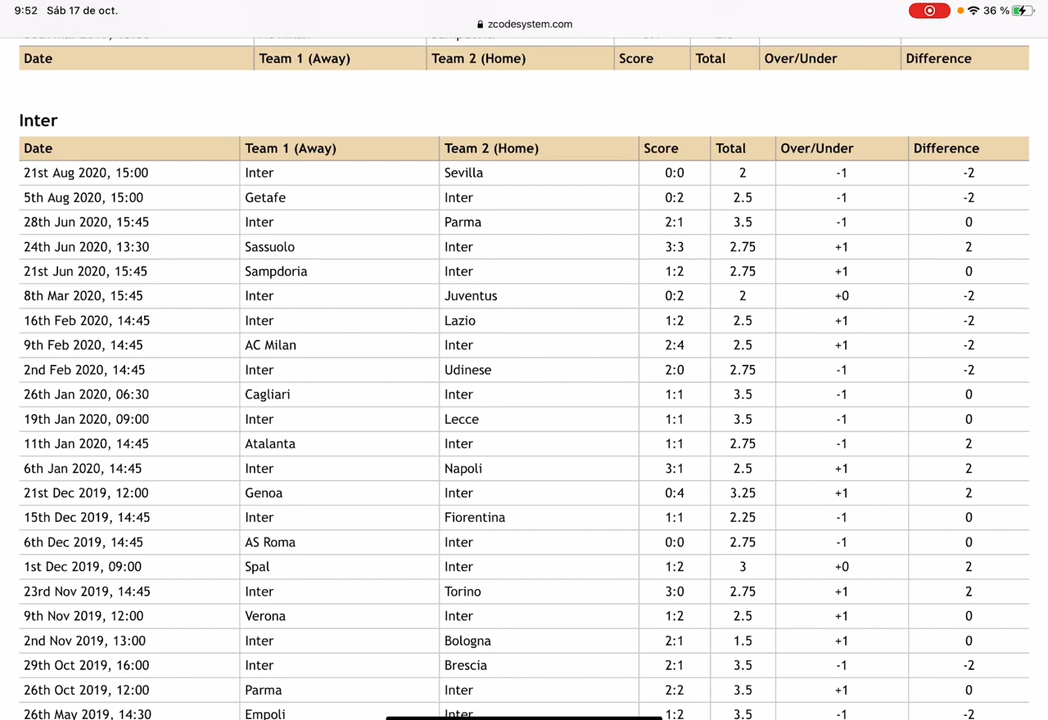 9:52 Sáb 17 de oct. 36 %
zcodesystem.com
Date Team 1 (Away) Team 2 (Home) Score Total Over/Under Difference
Inter
Date Team 1 (Away) Team 2 (Home) Score Total Over/Under Difference
21st Aug 2020, 15:00 Inter Sevilla 0:0 2 -1 -2
5th Aug 2020, 15:00 Getafe Inter 0:2 2.5 -1 -2
28th Jun 2020, 15:45 Inter Parma 2:1 3.5 -1 0
24th Jun 2020, 13:30 Sassuolo Inter 3:3 2.75 +1 2
21st Jun 2020, 15:45 Sampdoria Inter 1:2 2.75 +1 0
8th Mar 2020, 15:45 Inter Juventus 0:2 2 +0 -2
16th Feb 2020, 14:45 Inter Lazio 1:2 2.5 +1 -2
9th Feb 2020, 14:45 AC Milan Inter 2:4 2.5 +1 -2
2nd Feb 2020, 14:45 Inter Udinese 2:0 2.75 -1 -2
26th Jan 2020, 06:30 Cagliari Inter 1:1 3.5 -1 0
19th Jan 2020, 09:00 Inter Lecce 1:1 3.5 -1 0
11th Jan 2020, 14:45 Atalanta Inter 1:1 2.75 -1 2
6th Jan 2020, 14:45 Inter Napoli 3:1 2.5 +1 2
21st Dec 2019, 12:00 Genoa Inter 0:4 3.25 +1 2
15th Dec 2019, 14:45 Inter Fiorentina 1:1 2.25 -1 0
6th Dec 2019, 14:45 AS Roma Inter 0:0 2.75 -1 0
1st Dec 2019, 09:00 Spal Inter 1:2 3 +0 2
23rd Nov 2019, 14:45 Inter Torino 3:0 2.75 +1 2
9th Nov 2019, 12:00 Verona Inter 1:2 2.5 +1 0
2nd Nov 2019, 13:00 Inter Bologna 2:1 1.5 +1 0
29th Oct 2019, 16:00 Inter Brescia 2:1 3.5 -1 -2
26th Oct 2019, 12:00 Parma Inter 2:2 3.5 +1 0
26th May 2019, 14:30 Empoli Inter 1:2 3.5 -1 -2